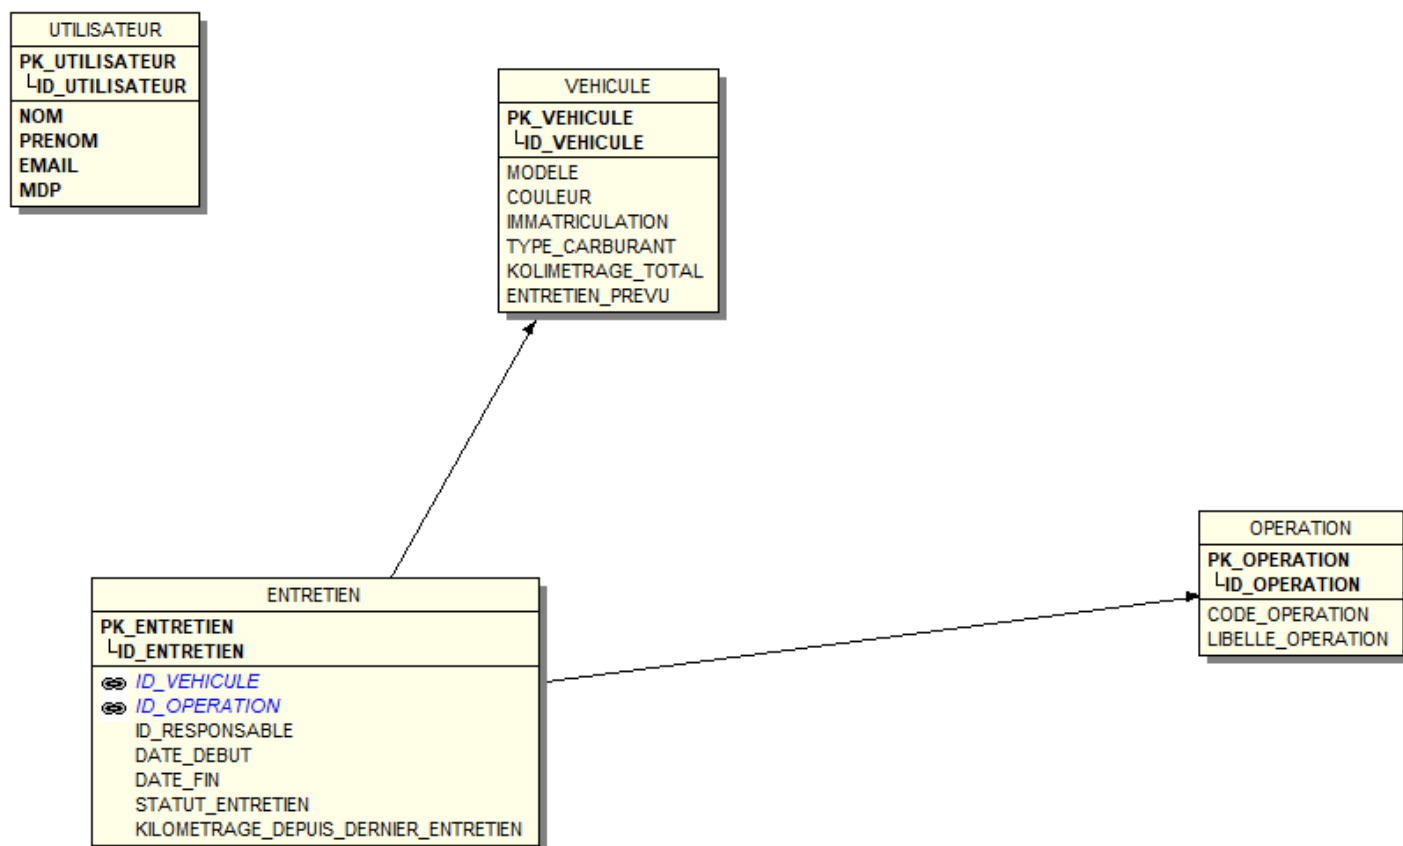 UTILISATEUR
PK_UTILISATEUR
ID_UTILISATEUR
NOM
PRENOM
EMAIL
MDP
VEHICULE
PK_VEHICULE
ID_VEHICULE
MODELE
COULEUR
IMMATRICULATION
TYPE_CARBURANT
KOLIMETRAGE_TOTAL
ENTRETIEN_PREVU
ENTRETIEN
PK_ENTRETIEN
ID_ENTRETIEN
ID_VEHICULE
ID_OPERATION
ID_RESPONSABLE
DATE_DEBUT
DATE_FIN
STATUT_ENTRETIEN
KILOMETRAGE_DEPUIS_DERNIER_ENTRETIEN
OPERATION
PK_OPERATION
ID_OPERATION
CODE_OPERATION
LIBELLE_OPERATION